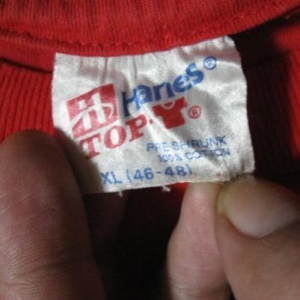 Hanes®
TOP-T®
PRE-SHRUNK
100% COTTON
XL (46-48)